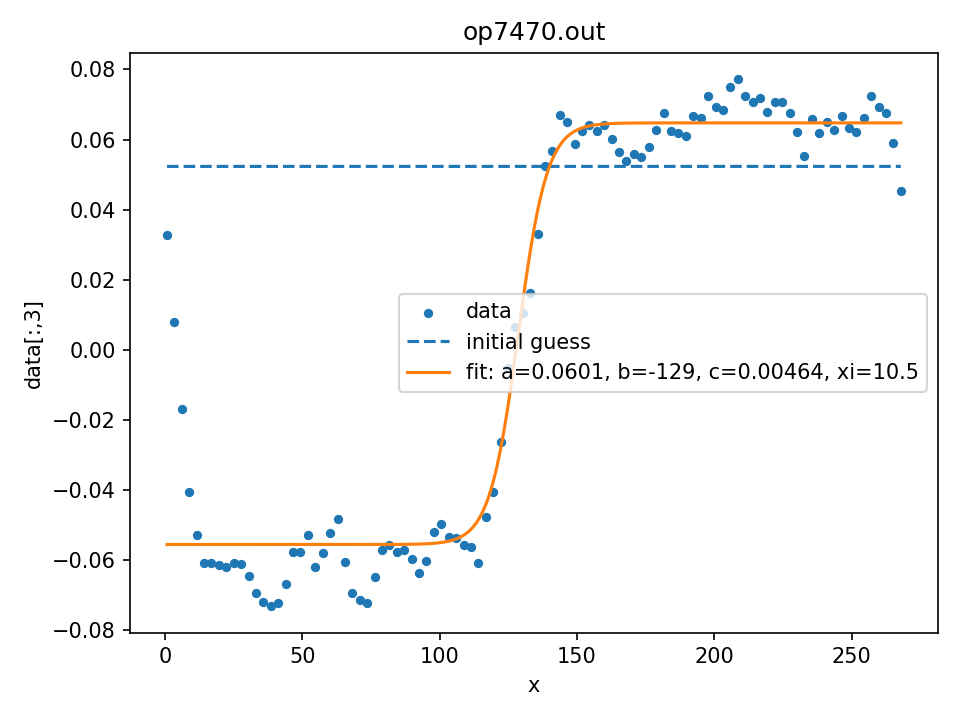 op7470.out
0.08
0.06
0.04
0.02
0.00
−0.02
−0.04
−0.06
−0.08
data[:,3]
data
initial guess
fit: a=0.0601, b=-129, c=0.00464, xi=10.5
0 50 100 150 200 250
x